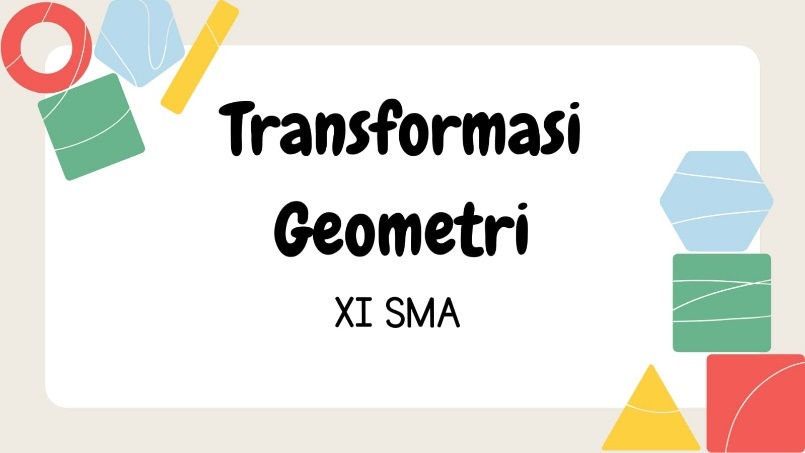 Transformasi
Geometri
XI SMA